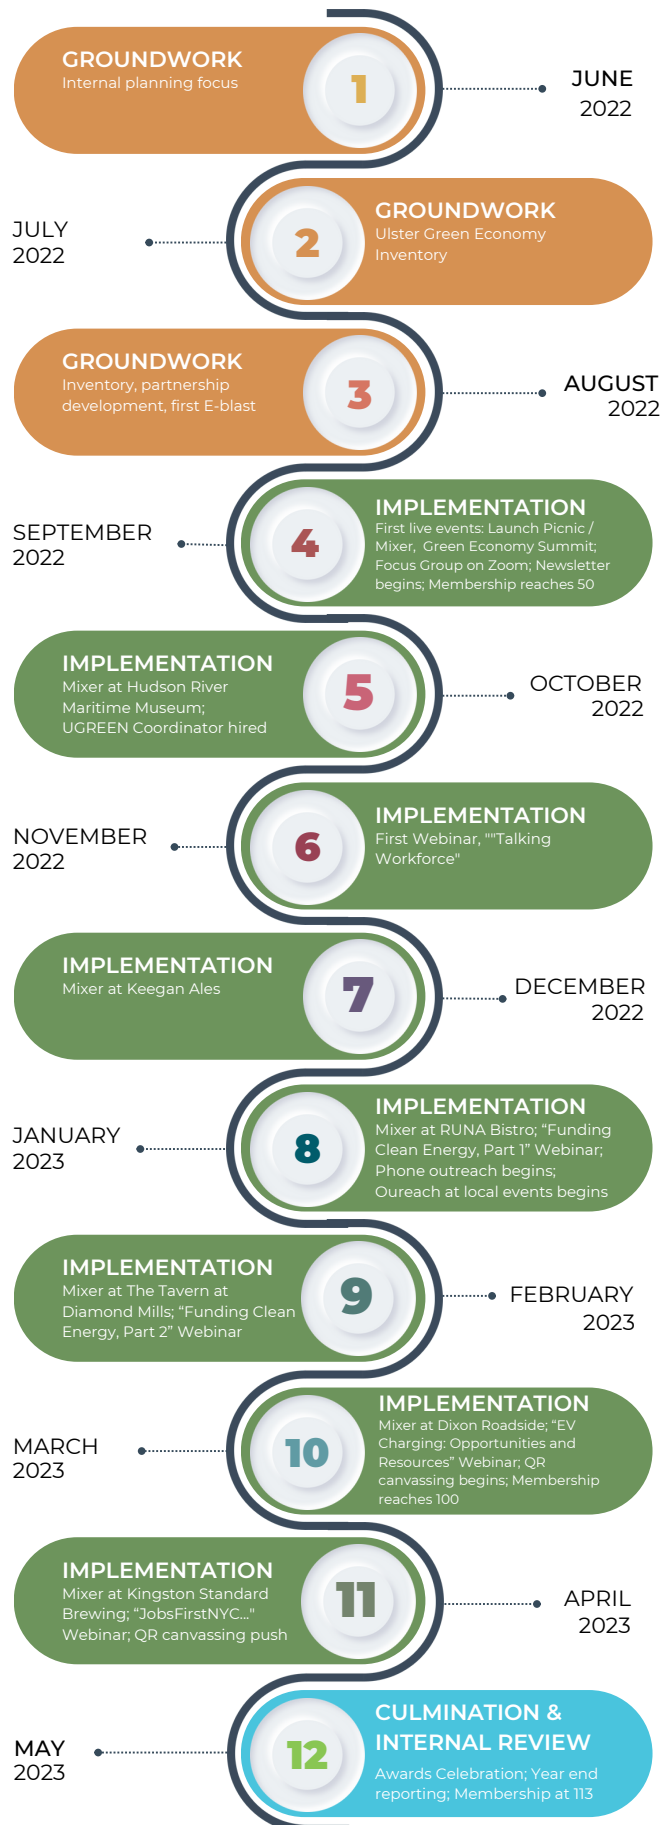 GROUNDWORK
Internal planning focus
1
JUNE
2022
JULY
2022
2
GROUNDWORK
Ulster Green Economy
Inventory
GROUNDWORK
Inventory, partnership
development, first E-blast
3
AUGUST
2022
SEPTEMBER
2022
4
IMPLEMENTATION
First live events: Launch Picnic /
Mixer, Green Economy Summit;
Focus Group on Zoom; Newsletter
begins; Membership reaches 50
IMPLEMENTATION
Mixer at Hudson River
Maritime Museum;
UGREEN Coordinator hired
5
OCTOBER
2022
NOVEMBER
2022
6
IMPLEMENTATION
First Webinar, ""Talking
Workforce"
IMPLEMENTATION
Mixer at Keegan Ales
7
DECEMBER
2022
JANUARY
2023
8
IMPLEMENTATION
Mixer at RUNA Bistro; “Funding
Clean Energy, Part 1” Webinar;
Phone outreach begins;
Oureach at local events begins
IMPLEMENTATION
Mixer at The Tavern at
Diamond Mills; “Funding Clean
Energy, Part 2” Webinar
9
FEBRUARY
2023
MARCH
2023
10
IMPLEMENTATION
Mixer at Dixon Roadside; “EV
Charging: Opportunities and
Resources” Webinar; QR
canvassing begins; Membership
reaches 100
IMPLEMENTATION
Mixer at Kingston Standard
Brewing; “JobsFirstNYC..."
Webinar; QR canvassing push
11
APRIL
2023
MAY
2023
12
CULMINATION &
INTERNAL REVIEW
Awards Celebration; Year end
reporting; Membership at 113